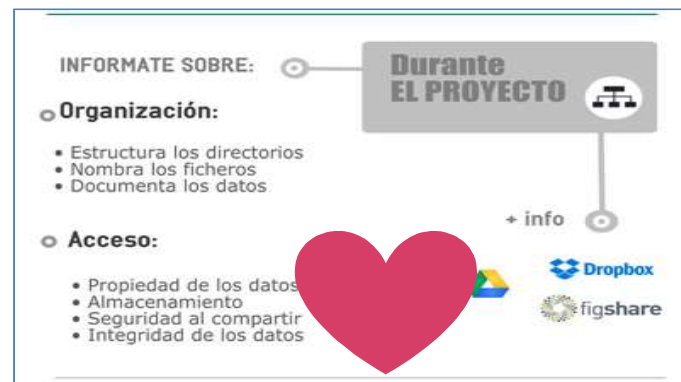 INFORMATE SOBRE:
Durante
EL PROYECTO
Organización:
• Estructura los directorios
• Nombra los ficheros
• Documenta los datos
+ info
Acceso:
• Propiedad de los datos
• Almacenamiento
• Seguridad al compartir
• Integridad de los datos
Dropbox
figshare